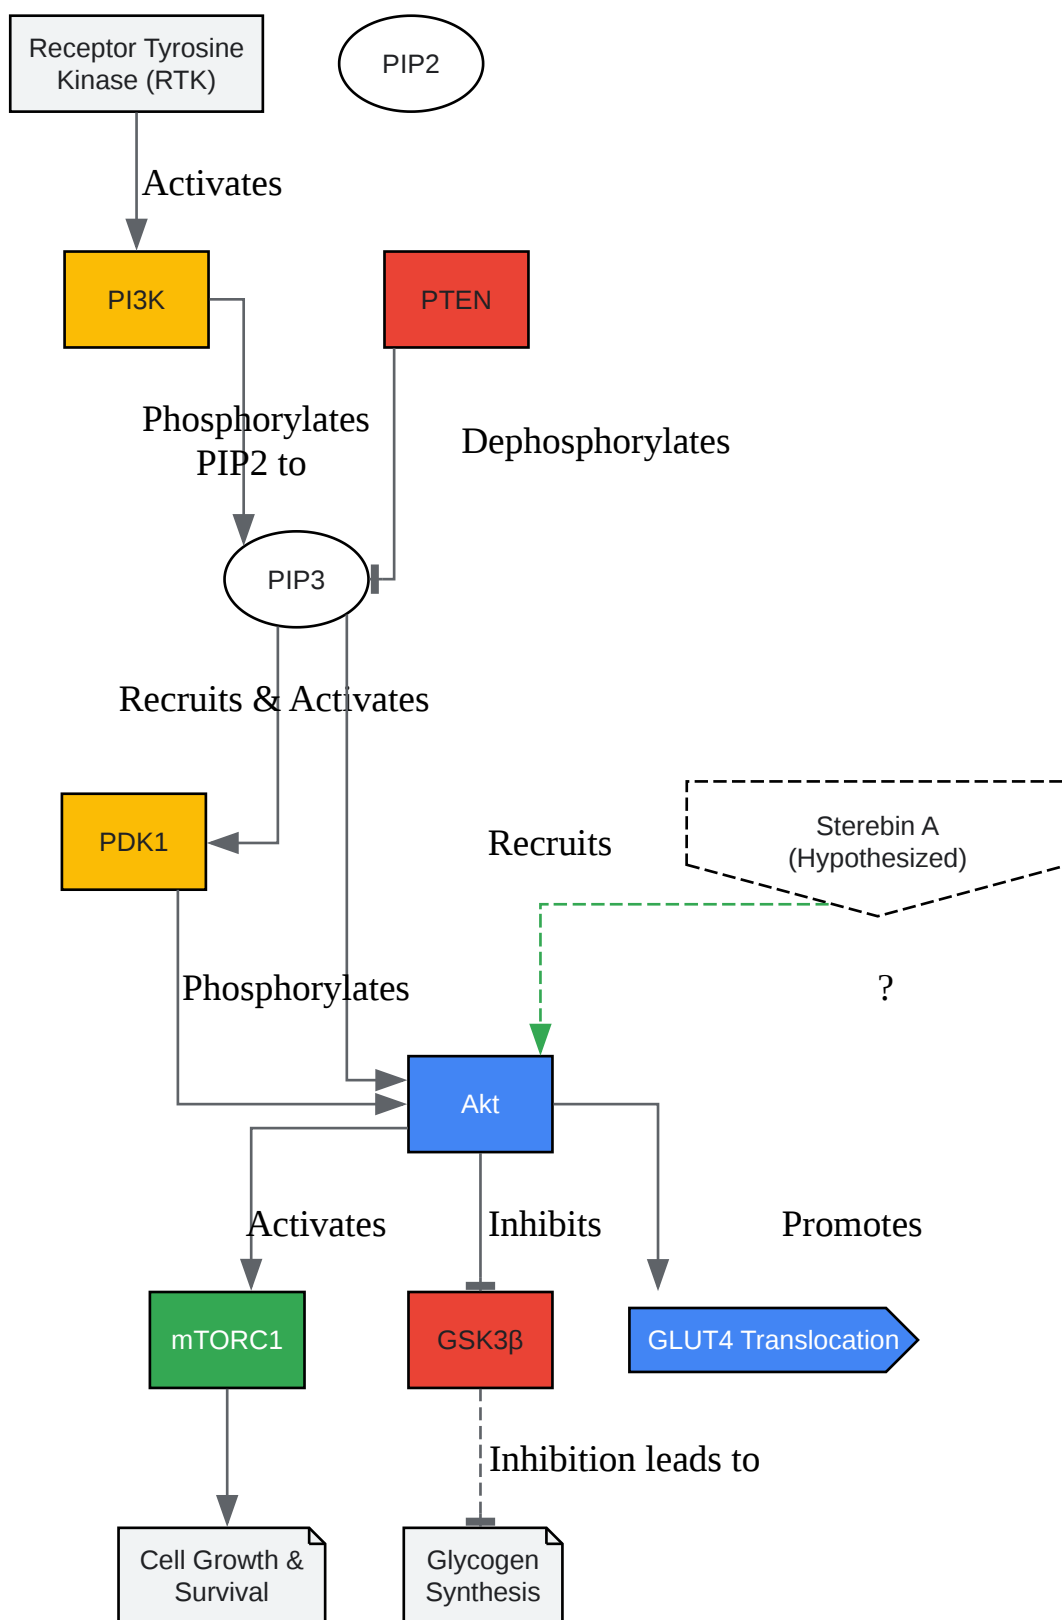 Receptor Tyrosine
Kinase (RTK)
PIP2
Activates
PI3K
PTEN
Phosphorylates
PIP2 to
Dephosphorylates
PIP3
Recruits & Activates
PDK1
Recruits
Sterebin A
(Hypothesized)
Phosphorylates
?
Akt
Activates
Inhibits
Promotes
mTORC1
GSK3β
GLUT4 Translocation
Inhibition leads to
Cell Growth &
Survival
Glycogen
Synthesis